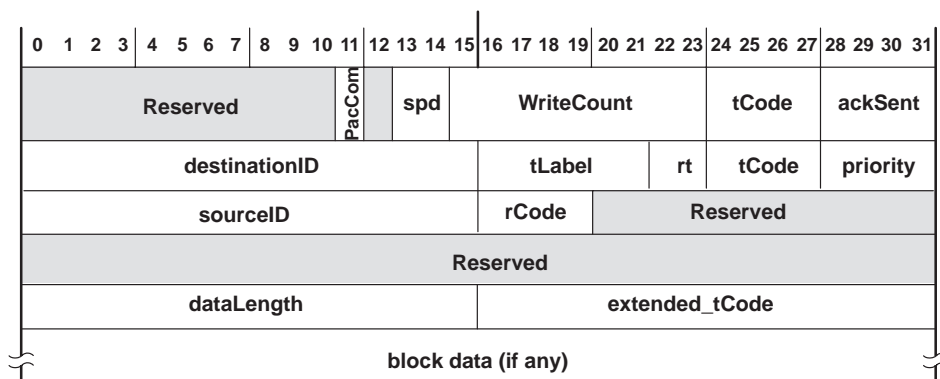 0 1 2 3 4 5 6 7 8 9 10 11 12 13 14 15 16 17 18 19 20 21 22 23 24 25 26 27 28 29 30 31
Reserved PacCom spd WriteCount tCode ackSent
destinationID tLabel rt tCode priority
sourceID rCode Reserved
Reserved
dataLength extended_tCode
block data (if any)